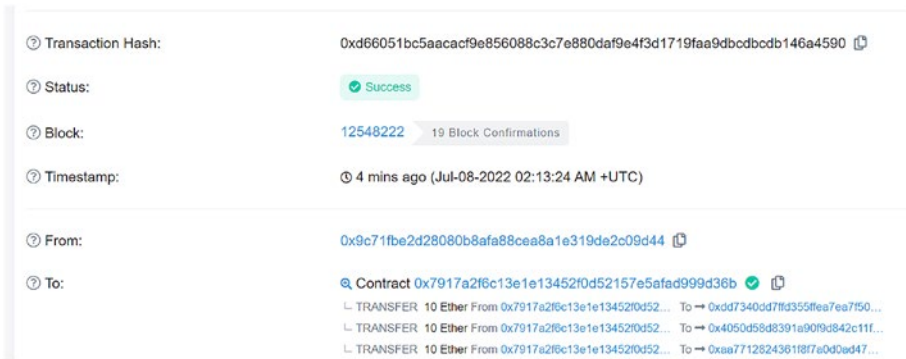 Transaction Hash: 0xd66051bc5aacacf9e856088c3c7e880daf9e4f3d1719faa9dbcdbcdb146a4590
Status: Success
Block: 12548222 19 Block Confirmations
Timestamp: 4 mins ago (Jul-08-2022 02:13:24 AM +UTC)
From: 0x9c71fbe2d28080b8afa88cea8a1e319de2c09d44
To: Contract 0x7917a2f6c13e1e13452f0d52157e5afad999d36b
TRANSFER 10 Ether From 0x7917a2f6c13e1e13452f0d52... To → 0xdd7340dd7ffd355ffea7ea7f50...
TRANSFER 10 Ether From 0x7917a2f6c13e1e13452f0d52... To → 0x4050d58d8391a90f9d842c11f...
TRANSFER 10 Ether From 0x7917a2f6c13e1e13452f0d52... To → 0xaa7712824361f8f7a0d0ad47...